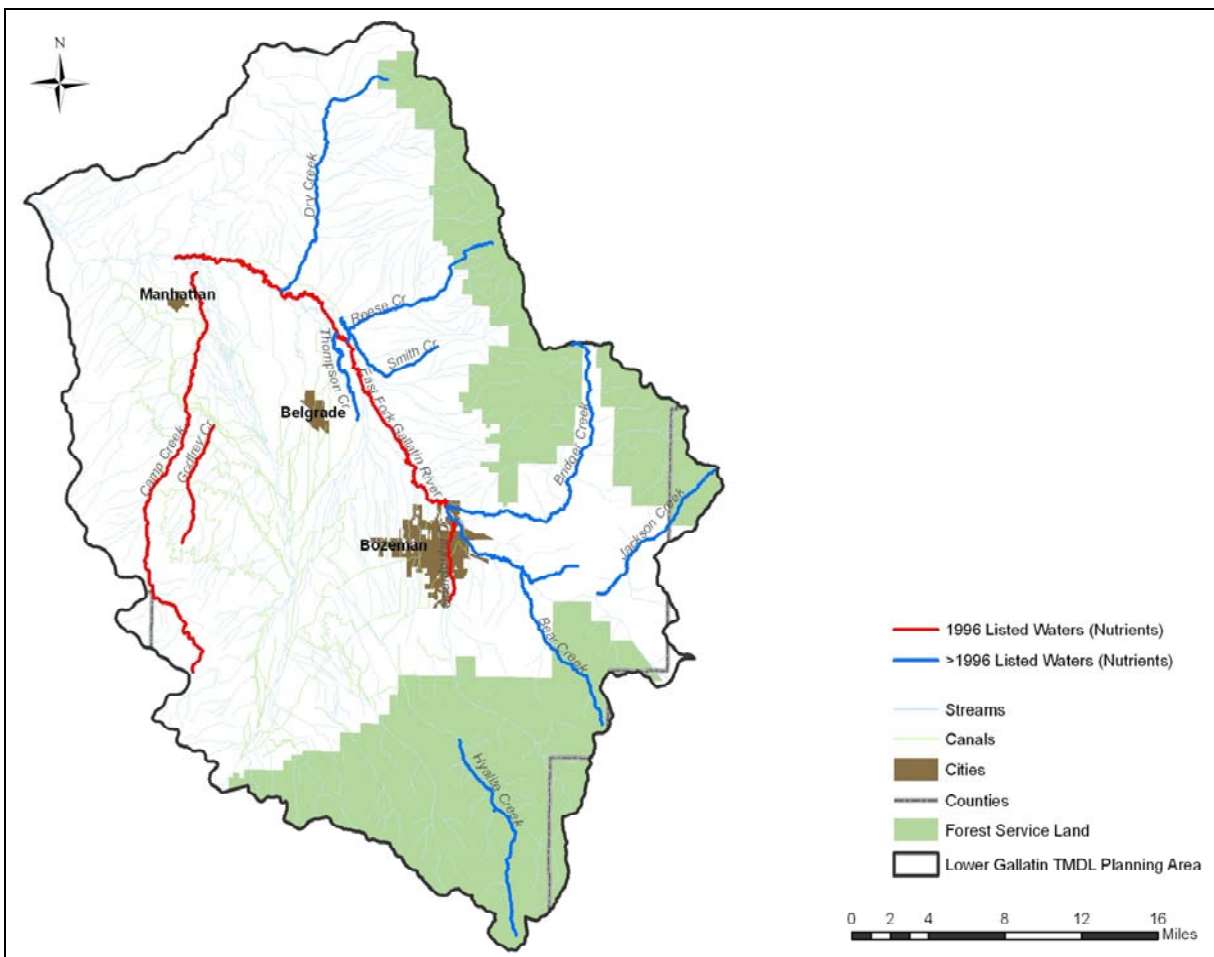 N
Dry Creek
Manhattan
Reese Cr
Thompson Cr
Smith Cr
East Fork Gallatin River
Belgrade
Camp Creek
Godfrey Cr
Bridger Creek
Jackson Creek
Bozeman
Bear Creek
Hyalite Creek
1996 Listed Waters (Nutrients)
>1996 Listed Waters (Nutrients)
Streams
Canals
Cities
Counties
Forest Service Land
Lower Gallatin TMDL Planning Area
0 2 4 8 12 16
Miles